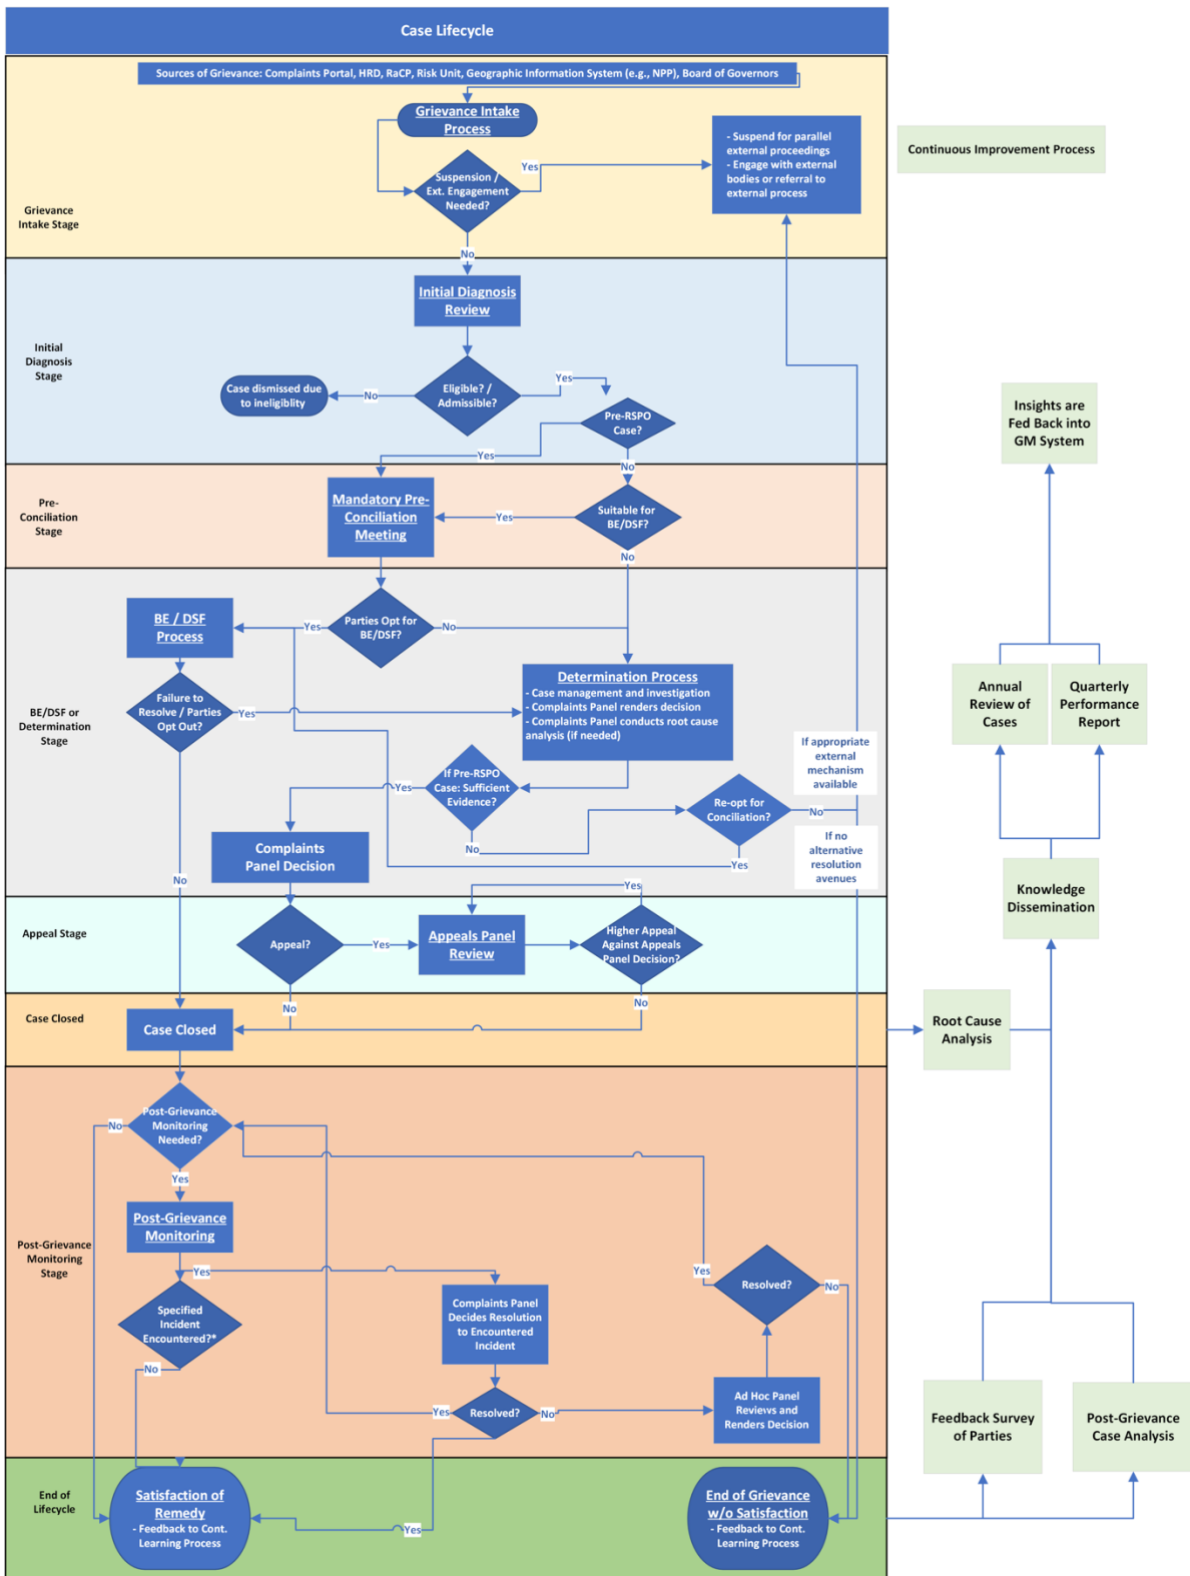 Case Lifecycle
Sources of Grievance: Complaints Portal, HRD, RaCP, Risk Unit, Geographic Information System (e.g., NPP), Board of Governors
Grievance Intake
Process
- Suspend for parallel
external proceedings
- Engage with external
bodies or referral to
external process
Continuous Improvement Process
Yes
Suspension /
Ext. Engagement
Needed?
Grievance
Intake Stage
No
Initial Diagnosis
Review
Initial
Diagnosis
Stage
Case dismissed due
to ineligiblity
No
Eligible? /
Admissible?
Yes
Pre-RSPO
Case?
Yes
No
Insights are
Fed Back into
GM System
Pre-
Conciliation
Stage
Mandatory Pre-
Conciliation
Meeting
Yes
Suitable for
BE/DSF?
No
BE / DSF
Process
Yes
Parties Opt for
BE/DSF?
No
Determination Process
- Case management and investigation
- Complaints Panel renders decision
- Complaints Panel conducts root cause
analysis (if needed)
BE/DSF or
Determination
Stage
Failure to
Resolve / Parties
Opt Out?
Yes
Annual
Review of
Cases
Quarterly
Performance
Report
If appropriate
external
mechanism
available
If Pre-RSPO
Case: Sufficient
Evidence?
Yes
No
Re-opt for
Conciliation?
No
Yes
If no
alternative
resolution
avenues
Complaints
Panel Decision
No
Knowledge
Dissemination
Appeal Stage
Appeal?
Yes
Appeals Panel
Review
Yes
Higher Appeal
Against Appeals
Panel Decision?
No
No
Case Closed
Case Closed
Root Cause
Analysis
No
Post-Grievance
Monitoring
Needed?
Yes
Post-Grievance
Monitoring
Post-Grievance
Monitoring
Stage
Yes
Specified
Incident
Encountered?*
No
Complaints Panel
Decides Resolution
to Encountered
Incident
Yes
Resolved?
No
Yes
Resolved?
No
Ad Hoc Panel
Reviews and
Renders Decision
Feedback Survey
of Parties
Post-Grievance
Case Analysis
End of
Lifecycle
Satisfaction of
Remedy
- Feedback to Cont.
Learning Process
Yes
End of Grievance
w/o Satisfaction
- Feedback to Cont.
Learning Process